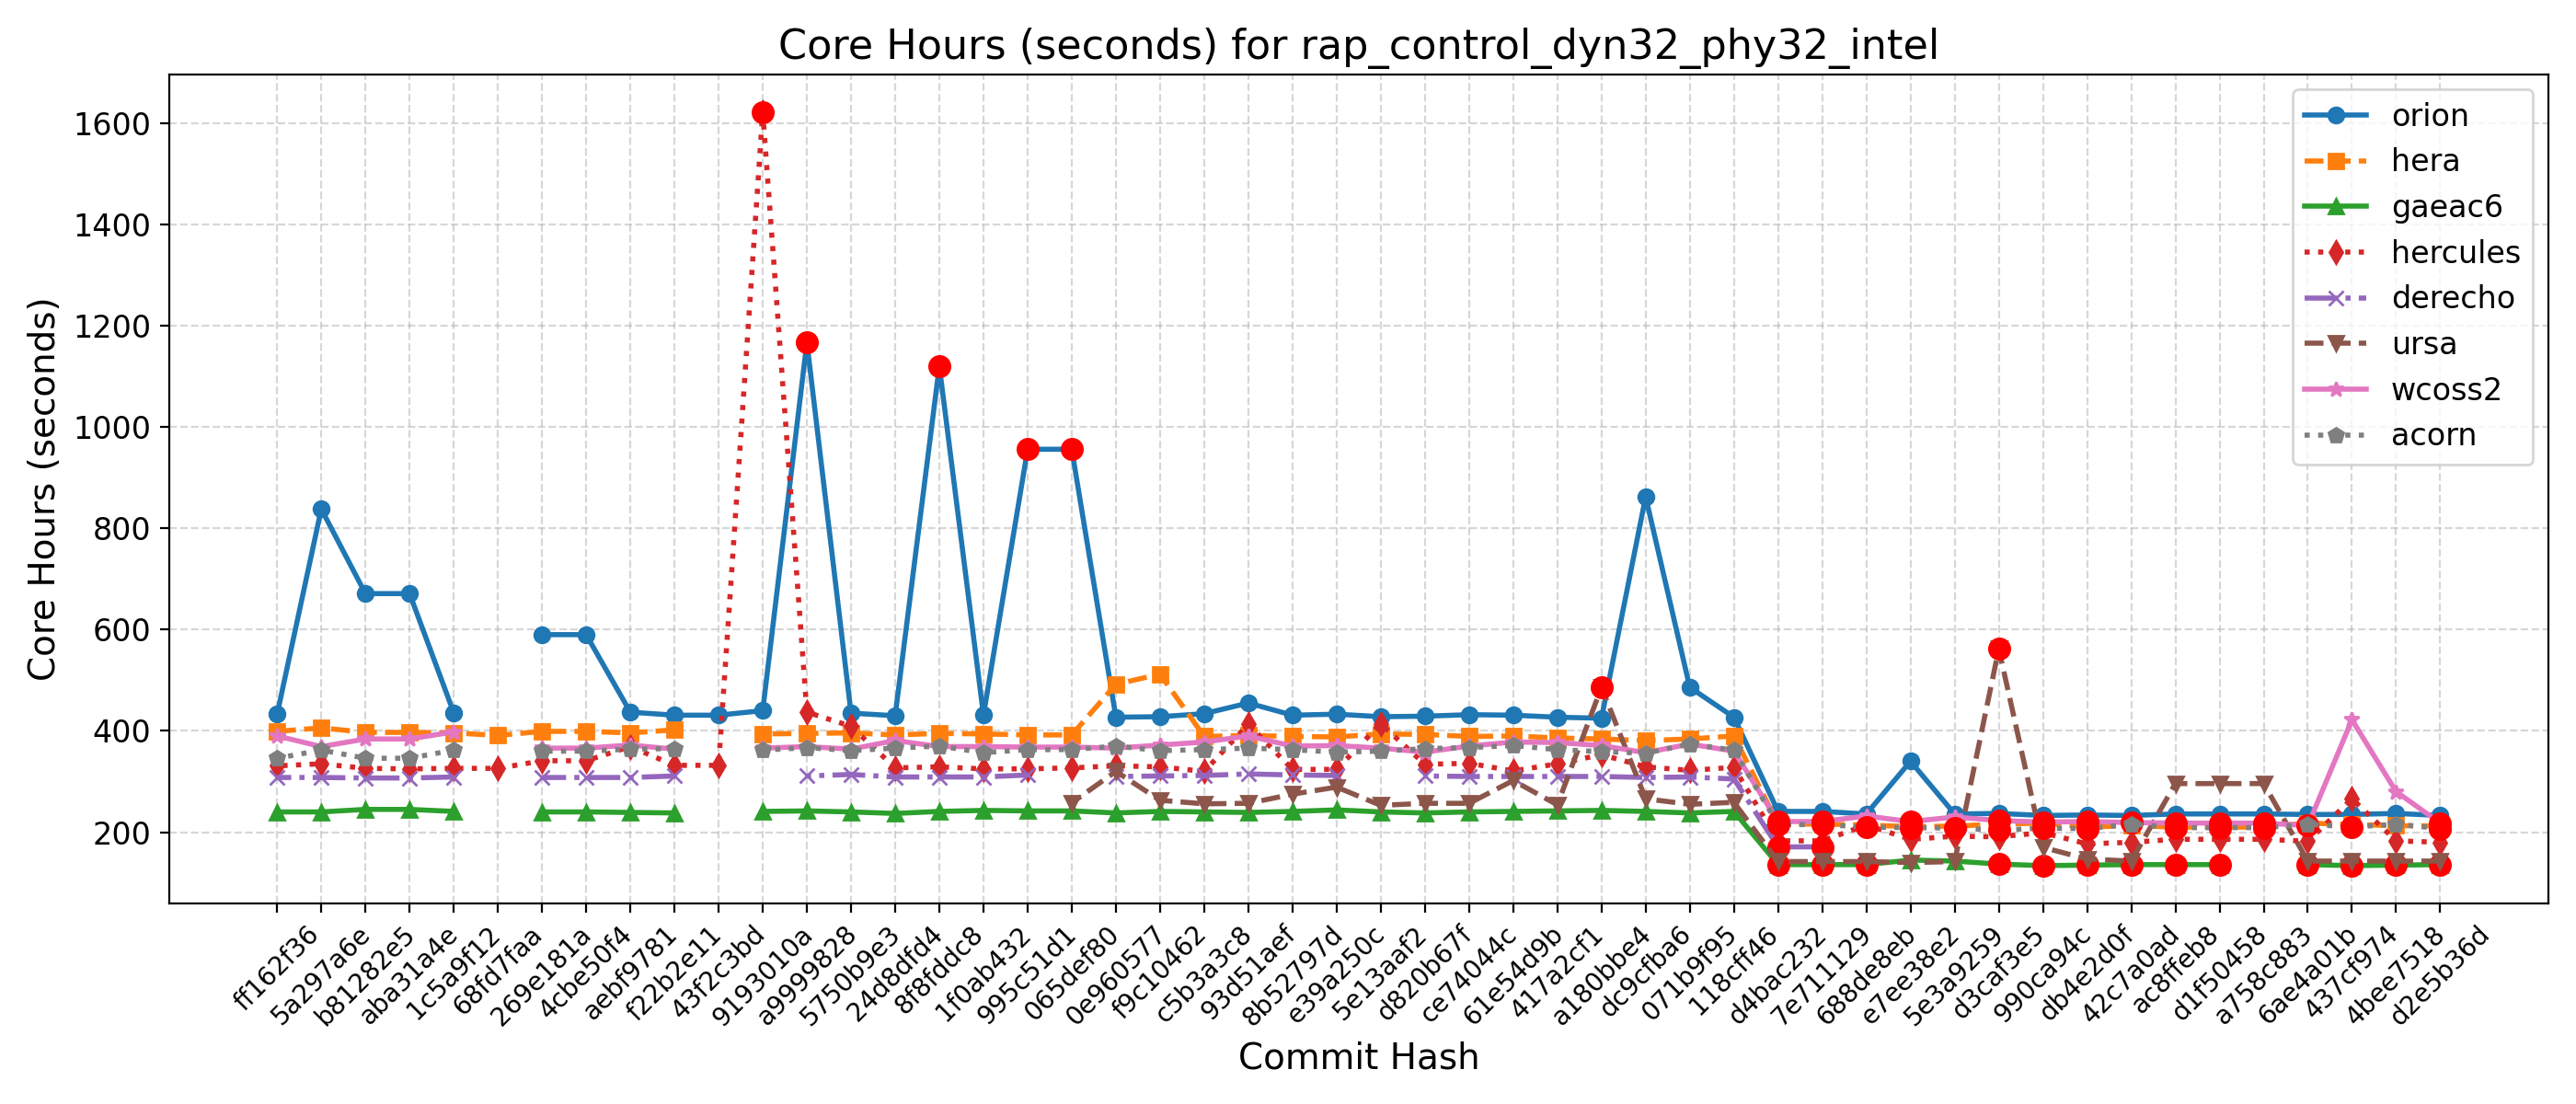 Core Hours (seconds) for rap_control_dyn32_phy32_intel
Core Hours (seconds)
1600
1400
1200
1000
800
600
400
200
orion
hera
gaeac6
hercules
derecho
ursa
wcoss2
acorn
ff162f36
5a297a6e
b81282e5
aba31a4e
1c5a9f12
68fd7faa
269e181a
4cbe50f4
aebf9781
f22b2e11
43f2c3bd
9193010a
a9999828
5750b9e3
24d8dfd4
8f8fddc8
1f0ab432
995c51d1
065def80
0e960577
f9c10462
c5b3a3c8
93d51aef
8b52797d
e39a250c
5e13aaf2
d820b67f
ce74044c
61e54d9b
417a2cf1
a180bbe4
dc9cfba6
071b9f95
118cff46
d4bac232
7e711129
688de8eb
e7ee38e2
5e3a9259
d3caf3e5
990ca94c
db4e2d0f
42c7a0ad
ac8ffeb8
d1f50458
a758c883
6ae4a01b
437cf974
4bee7518
d2e5b36d
Commit Hash